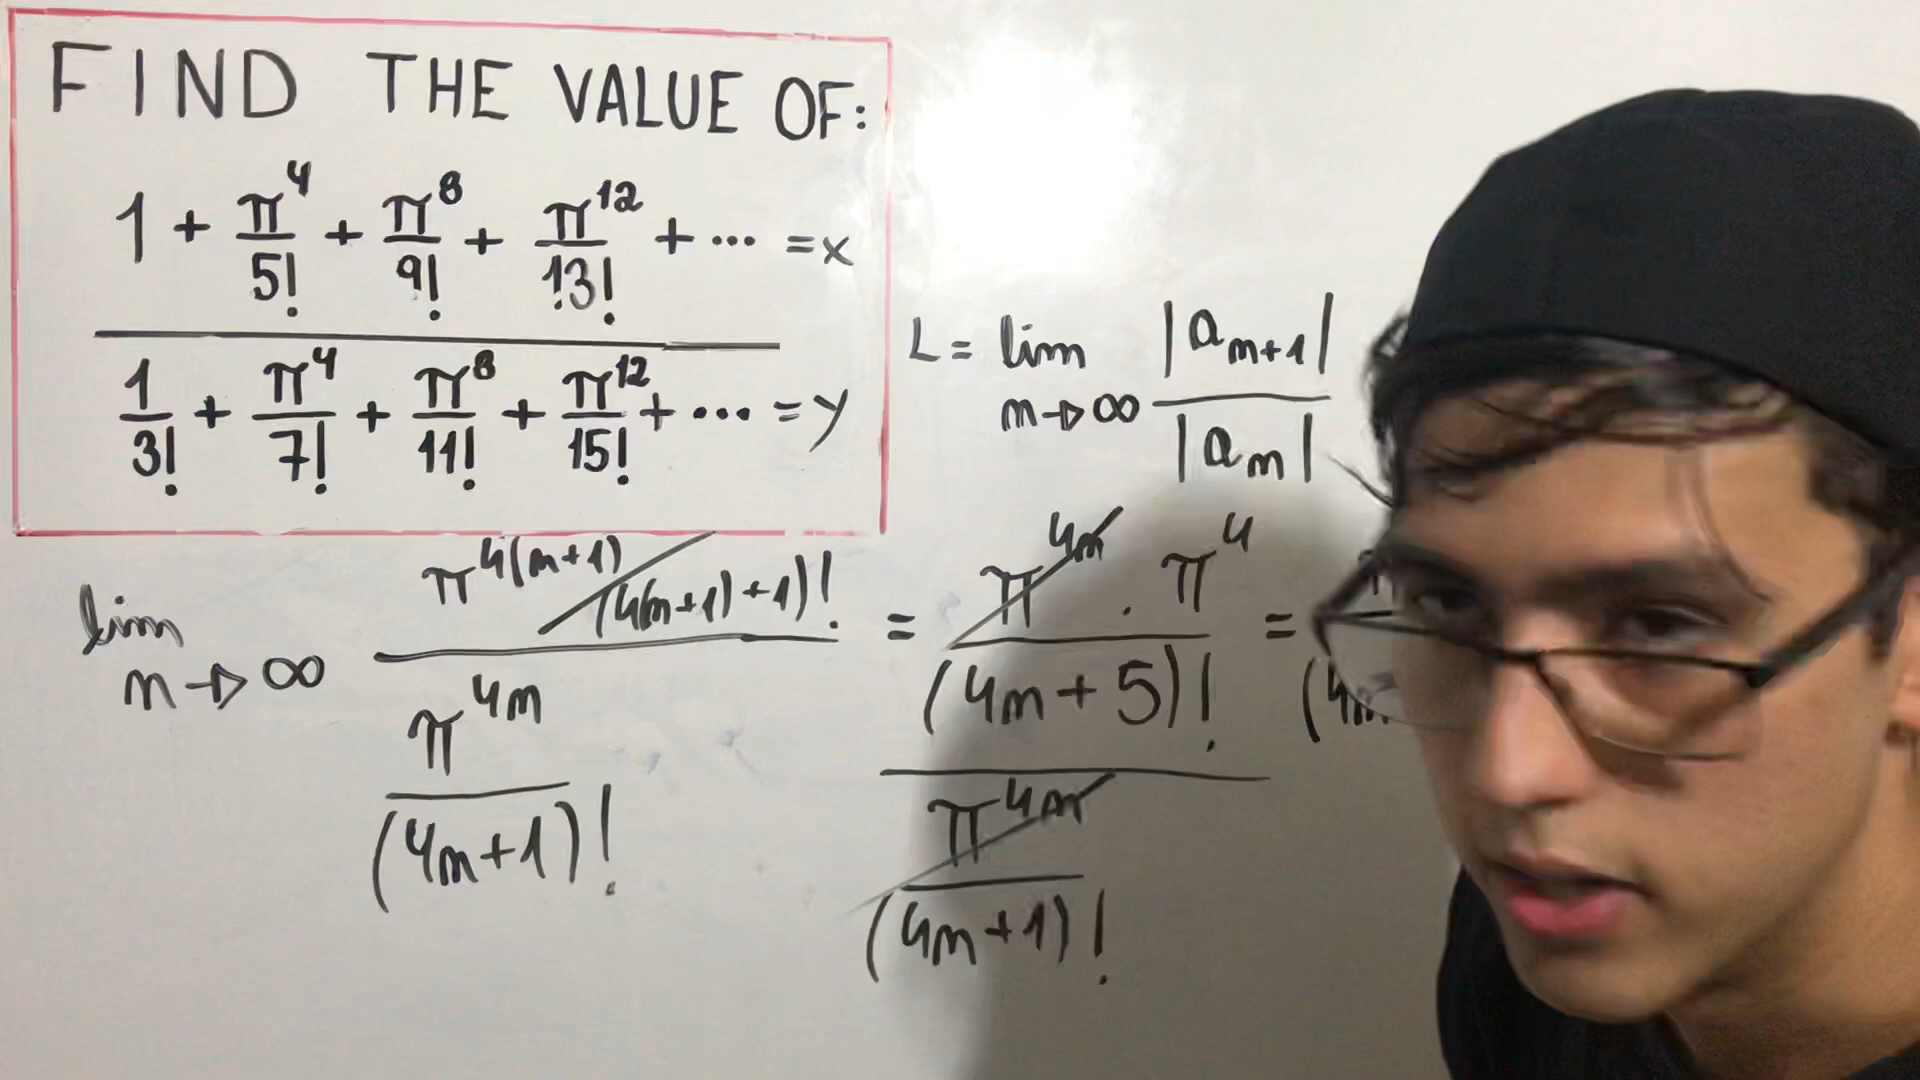 FIND THE VALUE OF:
1 + π^4/5! + π^8/9! + π^12/13! + ··· = x
1/3! + π^4/7! + π^8/11! + π^12/15! + ··· = y
L = lim m→∞ |a_{m+1}| / |a_m|
lim m→∞ (π^{4(m+1)} / (4(m+1)+1)!) / (π^{4m} / (4m+1)!) = (π^{4m} · π^4 / (4m+5)!) / (π^{4m} / (4m+1)!) =